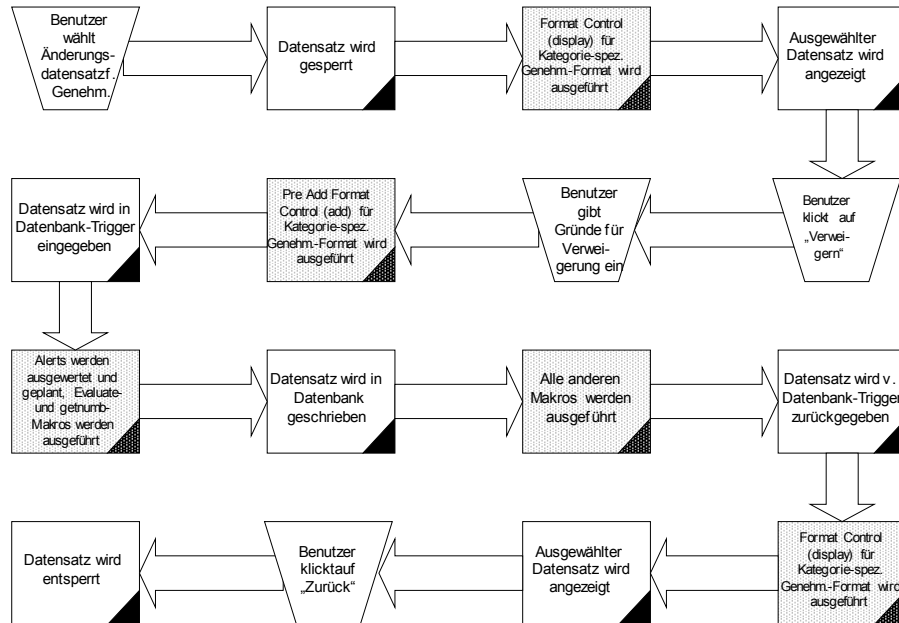 Benutzer
wählt
Änderungs-
datensatzf.
Genehm.
Datensatz wird
gesperrt
Format Control
(display) für
Kategorie-spez.
Genehm.-Format wird
ausgeführt
Ausgewählter
Datensatz wird
angezeigt
Benutzer
klickt auf
„Verwei-
gern“
Benutzer
gibt
Gründe für
Verwei-
gerung ein
Pre Add Format
Control (add) für
Kategorie-spez.
Genehm.-Format wird
ausgeführt
Datensatz wird in
Datenbank-Trigger
eingegeben
Alerts werden
ausgewertet und
geplant, Evaluate-
und getnumb-
Makros werden
ausgeführt
Datensatz wird in
Datenbank
geschrieben
Alle anderen
Makros werden
ausgeführt
Datensatz wird v.
Datenbank-Trigger
zurückgegeben
Format Control
(display) für
Kategorie-spez.
Genehm.-Format wird
ausgeführt
Ausgewählter
Datensatz wird
angezeigt
Benutzer
klicktauf
„Zurück“
Datensatz wird
entsperrt